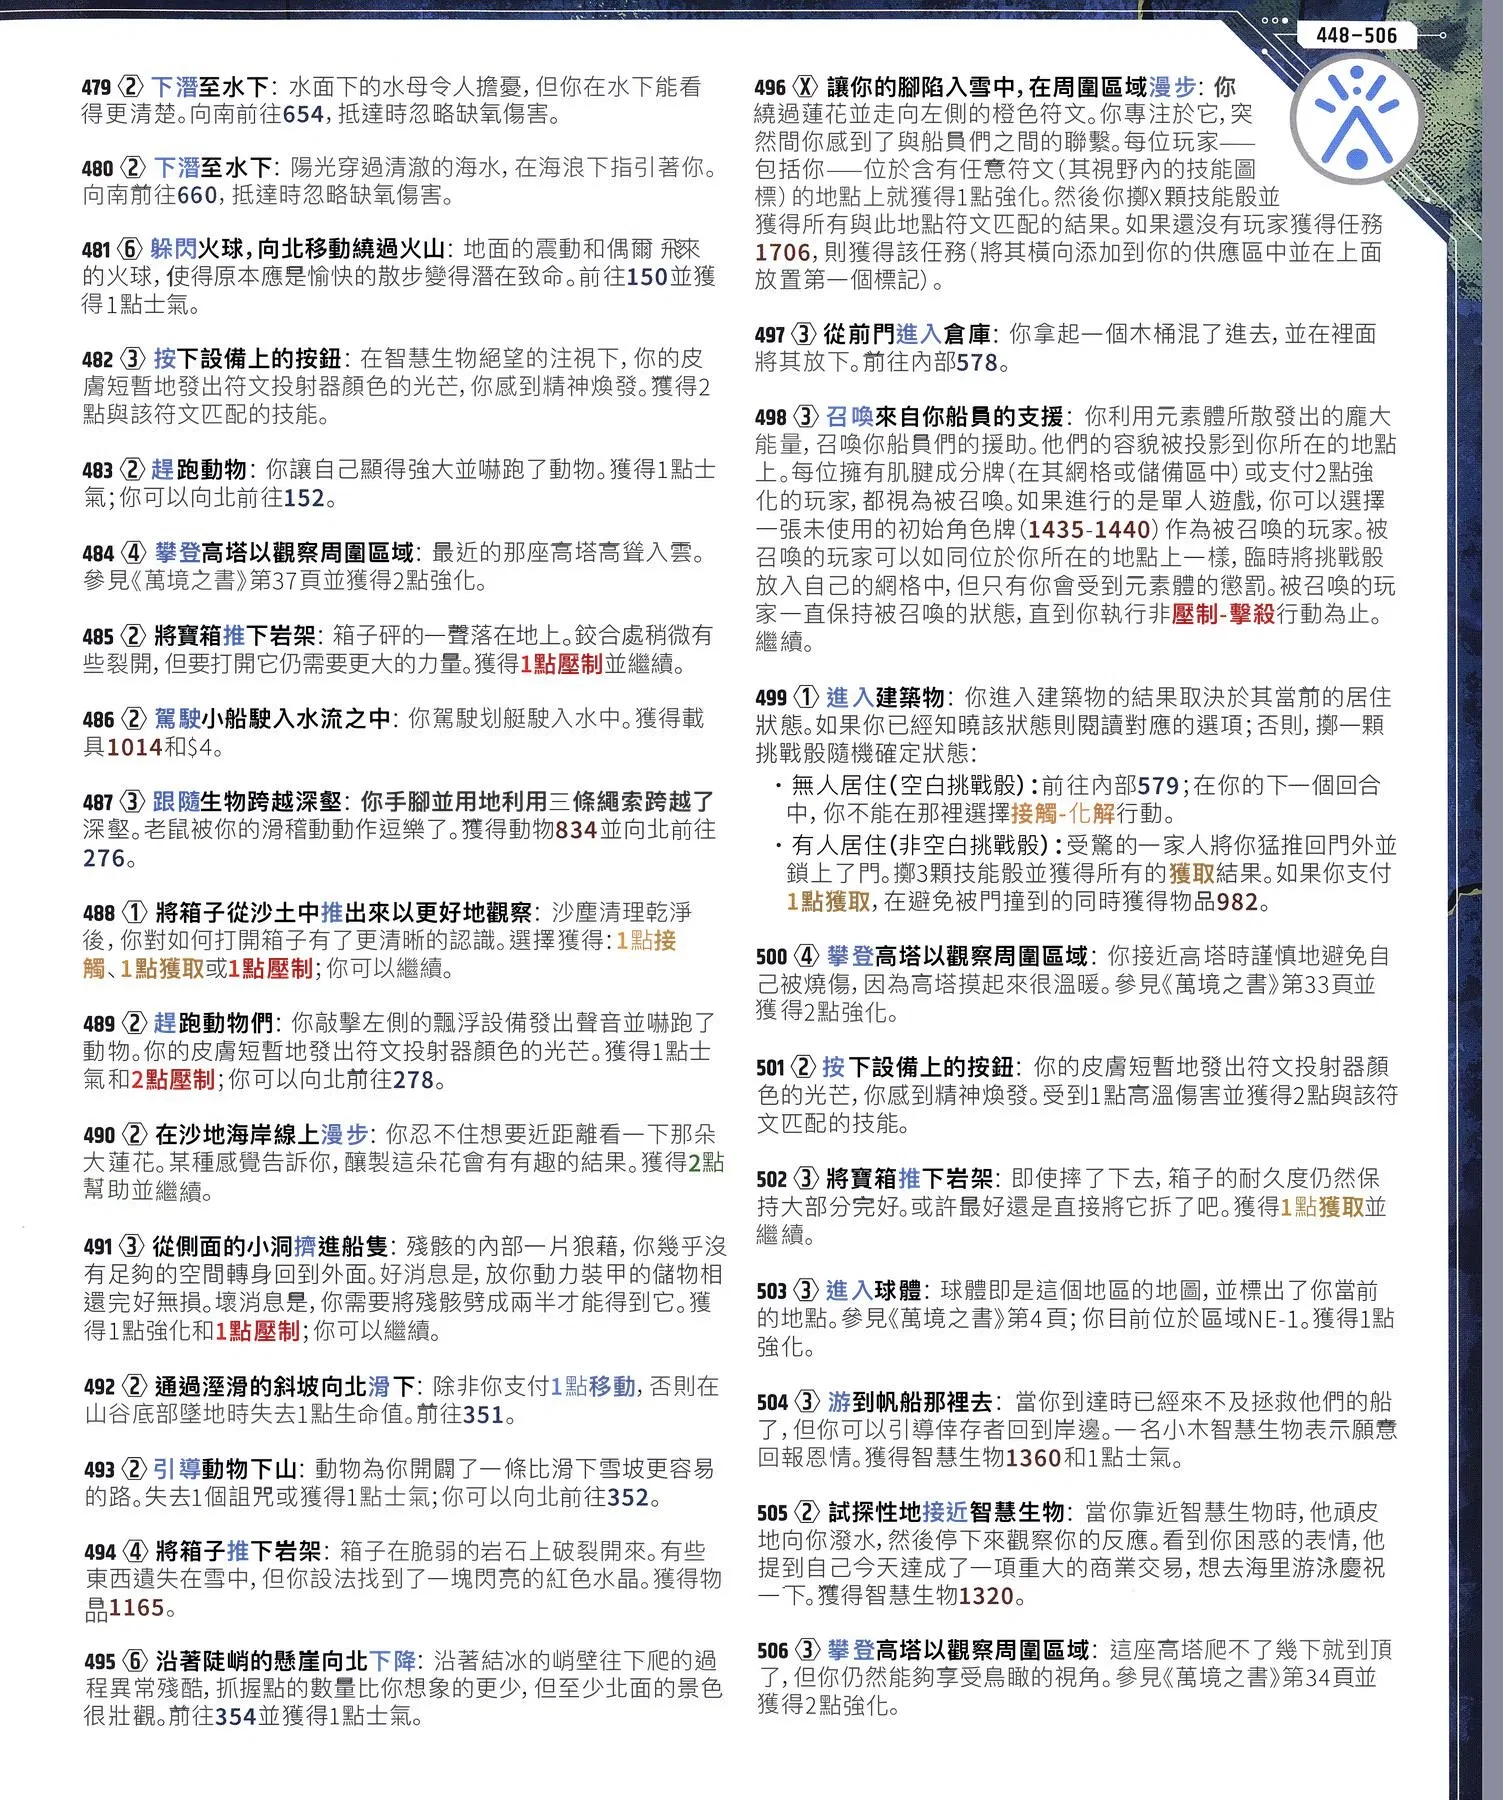 448-506
479 ② 下潛至水下：水面下的水母令人擔憂，但你在水下能看
得更清楚。向南前往654，抵達時忽略缺氧傷害。
480 ② 下潛至水下：陽光穿過清澈的海水，在海浪下指引著你。
向南前往660，抵達時忽略缺氧傷害。
481 ⑥ 躲閃火球，向北移動繞過火山：地面的震動和偶爾 飛來
的火球，使得原本應是愉快的散步變得潛在致命。前往150並獲
得1點士氣。
482 ③ 按下設備上的按鈕：在智慧生物絕望的注視下，你的皮
膚短暫地發出符文投射器顏色的光芒，你感到精神煥發。獲得2
點與該符文匹配的技能。
483 ② 趕跑動物：你讓自己顯得強大並嚇跑了動物。獲得1點士
氣；你可以向北前往152。
484 ④ 攀登高塔以觀察周圍區域：最近的那座高塔高聳入雲。
參見《萬境之書》第37頁並獲得2點強化。
485 ② 將寶箱推下岩架：箱子砰的一聲落在地上。鉸合處稍微有
些裂開，但要打開它仍需要更大的力量。獲得1點壓制並繼續。
486 ② 駕駛小船駛入水流之中：你駕駛划艇駛入水中。獲得載
具1014和$4。
487 ③ 跟隨生物跨越深壑：你手腳並用地利用三條繩索跨越了
深壑。老鼠被你的滑稽動動作逗樂了。獲得動物834並向北前往
276。
488 ① 將箱子從沙土中推出來以更好地觀察：沙塵清理乾淨
後，你對如何打開箱子有了更清晰的認識。選擇獲得：1點接
觸、1點獲取或1點壓制；你可以繼續。
489 ② 趕跑動物們：你敲擊左側的飄浮設備發出聲音並嚇跑了
動物。你的皮膚短暫地發出符文投射器顏色的光芒。獲得1點士
氣和2點壓制；你可以向北前往278。
490 ② 在沙地海岸線上漫步：你忍不住想要近距離看一下那朵
大蓮花。某種感覺告訴你，釀製這朵花會有有趣的結果。獲得2點
幫助並繼續。
491 ③ 從側面的小洞擠進船隻：殘骸的內部一片狼藉，你幾乎沒
有足夠的空間轉身回到外面。好消息是，放你動力裝甲的儲物柜
還完好無損。壞消息是，你需要將殘骸劈成兩半才能得到它。獲
得1點強化和1點壓制；你可以繼續。
492 ② 通過溼滑的斜坡向北滑下：除非你支付1點移動，否則在
山谷底部墜地時失去1點生命值。前往351。
493 ② 引導動物下山：動物為你開闢了一條比滑下雪坡更容易
的路。失去1個詛咒或獲得1點士氣；你可以向北前往352。
494 ④ 將箱子推下岩架：箱子在脆弱的岩石上破裂開來。有些
東西遺失在雪中，但你設法找到了一塊閃亮的紅色水晶。獲得物
品1165。
495 ⑥ 沿著陡峭的懸崖向北下降：沿著結冰的峭壁往下爬的過
程異常殘酷，抓握點的數量比你想象的更少，但至少北面的景色
很壯觀。前往354並獲得1點士氣。
496 Ⓧ 讓你的腳陷入雪中，在周圍區域漫步：你
繞過蓮花並走向左側的橙色符文。你專注於它，突
然間你感到了與船員們之間的聯繫。每位玩家——
包括你——位於含有任意符文（其視野內的技能圖
標）的地點上就獲得1點強化。然後你擲X顆技能骰並
獲得所有與此地點符文匹配的結果。如果還沒有玩家獲得任務
1706，則獲得該任務（將其橫向添加到你的供應區中並在上面
放置第一個標記）。
497 ③ 從前門進入倉庫：你拿起一個木桶混了進去，並在裡面
將其放下。前往內部578。
498 ③ 召喚來自你船員的支援：你利用元素體所散發出的龐大
能量，召喚你船員們的援助。他們的容貌被投影到你所在的地點
上。每位擁有肌腱成分牌（在其網格或儲備區中）或支付2點強
化的玩家，都視為被召喚。如果進行的是單人遊戲，你可以選擇
一張未使用的初始角色牌（1435-1440）作為被召喚的玩家。被
召喚的玩家可以如同位於你所在的地點上一樣，臨時將挑戰骰
放入自己的網格中，但只有你會受到元素體的懲罰。被召喚的玩
家一直保持被召喚的狀態，直到你執行非壓制-擊殺行動為止。
繼續。
499 ① 進入建築物：你進入建築物的結果取決於其當前的居住
狀態。如果你已經知曉該狀態則閱讀對應的選項；否則，擲一顆
挑戰骰隨機確定狀態：
・無人居住（空白挑戰骰）：前往內部579；在你的下一個回合
中，你不能在那裡選擇接觸-化解行動。
・有人居住（非空白挑戰骰）：受驚的一家人將你猛推回門外並
鎖上了門。擲3顆技能骰並獲得所有的獲取結果。如果你支付
1點獲取，在避免被門撞到的同時獲得物品982。
500 ④ 攀登高塔以觀察周圍區域：你接近高塔時謹慎地避免自
己被燒傷，因為高塔摸起來很溫暖。參見《萬境之書》第33頁並
獲得2點強化。
501 ② 按下設備上的按鈕：你的皮膚短暫地發出符文投射器顏
色的光芒，你感到精神煥發。受到1點高溫傷害並獲得2點與該符
文匹配的技能。
502 ③ 將寶箱推下岩架：即使摔了下去，箱子的耐久度仍然保
持大部分完好。或許最好還是直接將它拆了吧。獲得1點獲取並
繼續。
503 ③ 進入球體：球體即是這個地區的地圖，並標出了你當前
的地點。參見《萬境之書》第4頁；你目前位於區域NE-1。獲得1點
強化。
504 ③ 游到帆船那裡去：當你到達時已經來不及拯救他們的船
了，但你可以引導倖存者回到岸邊。一名小木智慧生物表示願意
回報恩情。獲得智慧生物1360和1點士氣。
505 ② 試探性地接近智慧生物：當你靠近智慧生物時，他頑皮
地向你潑水，然後停下來觀察你的反應。看到你困惑的表情，他
提到自己今天達成了一項重大的商業交易，想去海里游泳慶祝
一下。獲得智慧生物1320。
506 ③ 攀登高塔以觀察周圍區域：這座高塔爬不了幾下就到頂
了，但你仍然能夠享受鳥瞰的視角。參見《萬境之書》第34頁並
獲得2點強化。